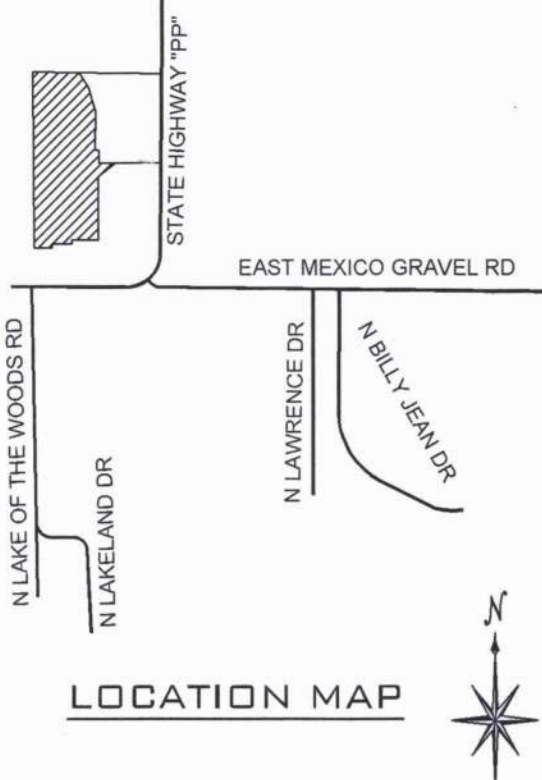 STATE HIGHWAY "PP"
EAST MEXICO GRAVEL RD
N LAKE OF THE WOODS RD
N LAKELAND DR
N LAWRENCE DR
N BILLY JEAN DR
LOCATION MAP
N